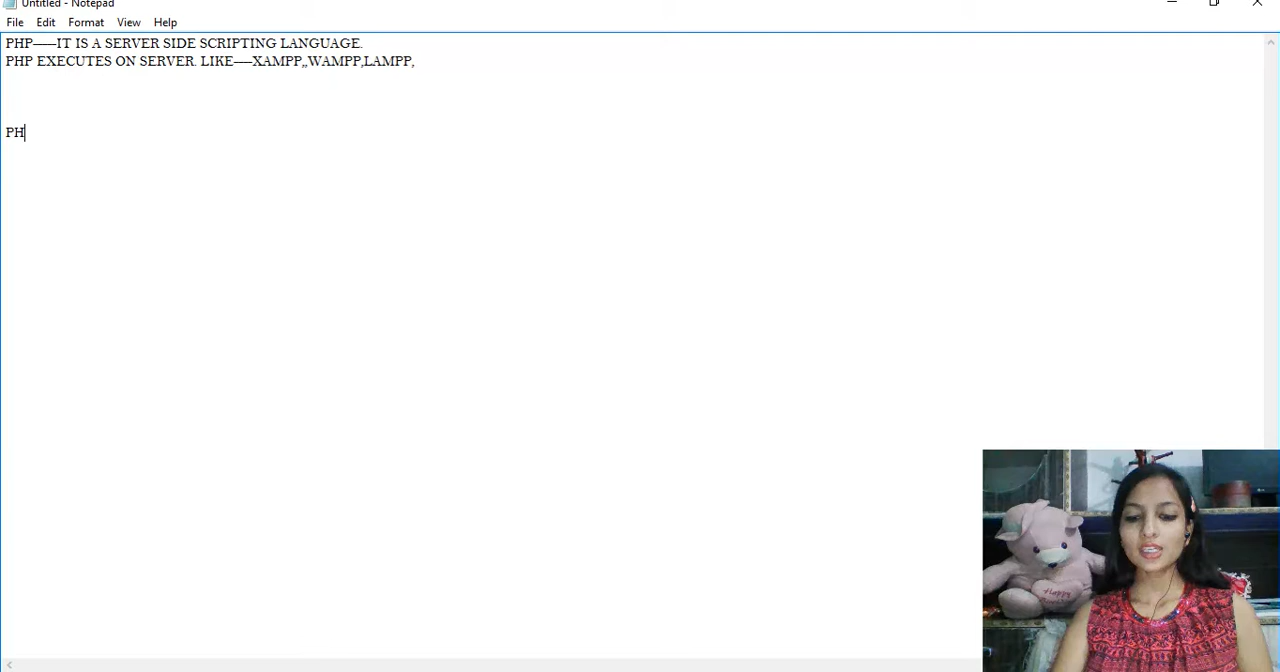 Untitled - Notepad
File Edit Format View Help
PHP-----IT IS A SERVER SIDE SCRIPTING LANGUAGE.
PHP EXECUTES ON SERVER. LIKE----XAMPP,,WAMPP,LAMPP,
PH
Happy